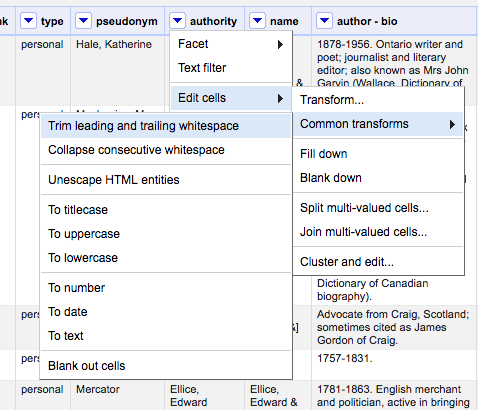 nk type pseudonym authority name author - bio
personal Hale, Katherine 1878-1956. Ontario writer and
poet; journalist and literary
editor; also known as Mrs John
& Garvin (Wallace, Dictionary of
Facet
Text filter
Edit cells
Transform...
Common transforms
Fill down
Blank down
Split multi-valued cells...
Join multi-valued cells...
Cluster and edit...
Trim leading and trailing whitespace
Collapse consecutive whitespace
Unescape HTML entities
To titlecase
To uppercase
To lowercase
To number
To date
To text
Blank out cells
Dictionary of Canadian
biography).
pers Advocate from Craig, Scotland;
sometimes cited as James
&] Gordon of Craig.
pers 1757-1831.
personal Mercator Ellice, Ellice, 1781-1863. English merchant
Edward Edward & and politician, active in bringing